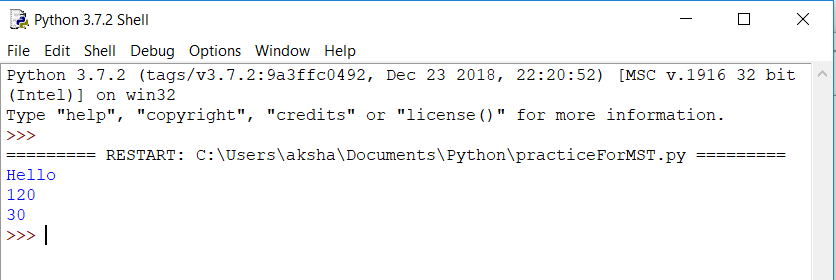 Python 3.7.2 Shell
File Edit Shell Debug Options Window Help
Python 3.7.2 (tags/v3.7.2:9a3ffc0492, Dec 23 2018, 22:20:52) [MSC v.1916 32 bit
(Intel)] on win32
Type "help", "copyright", "credits" or "license()" for more information.
>>>
========= RESTART: C:\Users\aksha\Documents\Python\practiceForMST.py =========
Hello
120
30
>>>